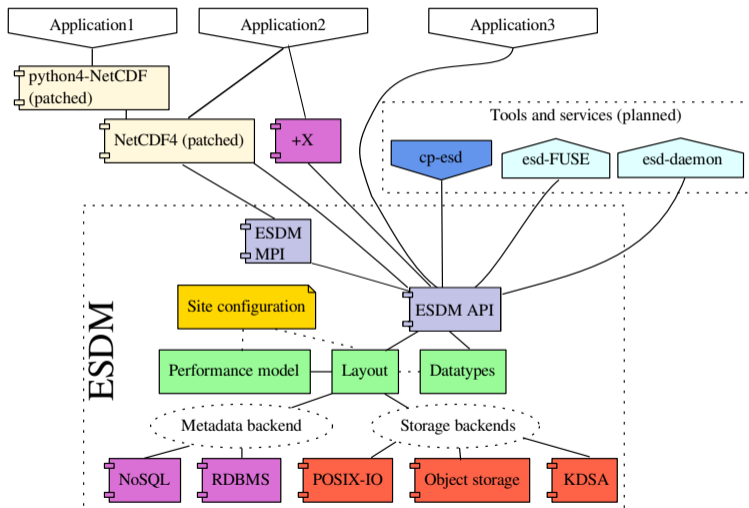 Application1
Application2
Application3
python4-NetCDF
(patched)
Tools and services (planned)
NetCDF4 (patched)
+X
cp-esd
esd-FUSE
esd-daemon
ESDM
MPI
ESDM
Site configuration
ESDM API
Performance model
Layout
Datatypes
Metadata backend
Storage backends
NoSQL
RDBMS
POSIX-IO
Object storage
KDSA